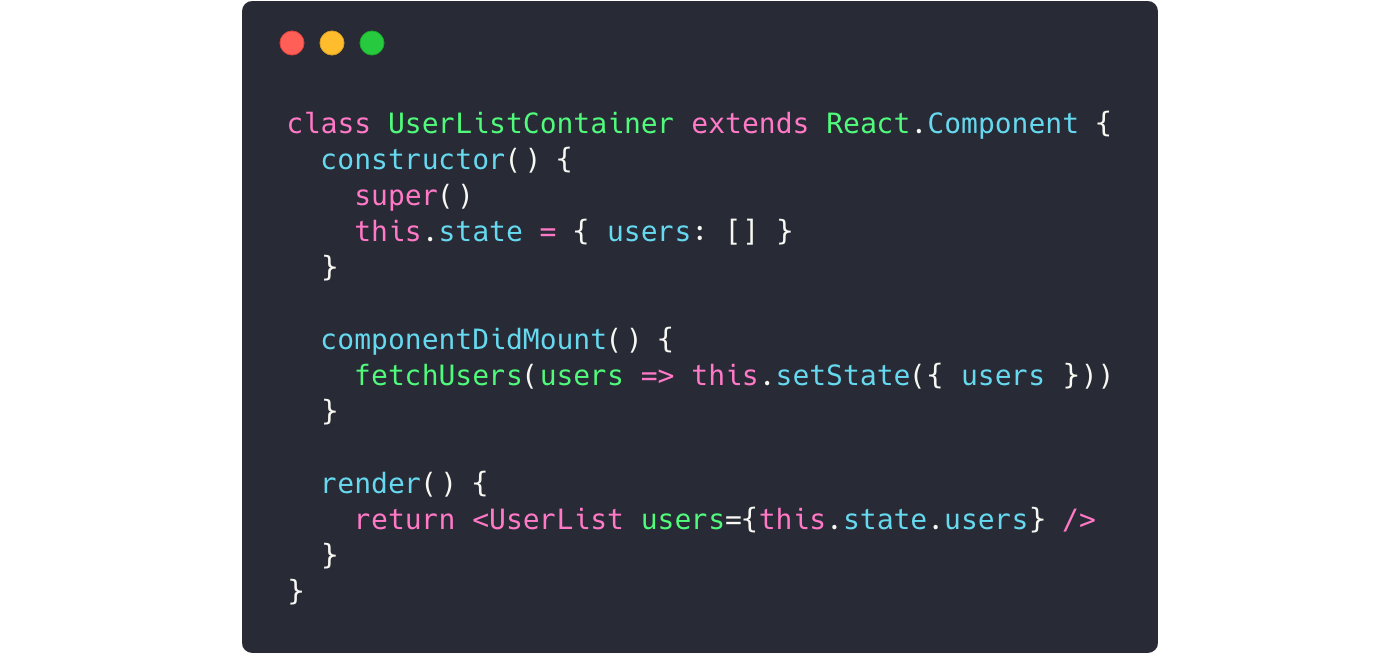 class UserListContainer extends React.Component {
  constructor() {
    super()
    this.state = { users: [] }
  }

  componentDidMount() {
    fetchUsers(users => this.setState({ users }))
  }

  render() {
    return <UserList users={this.state.users} />
  }
}